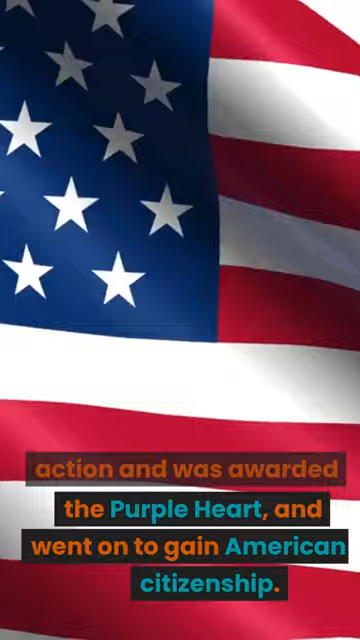 action and was awarded
the Purple Heart, and
went on to gain American
citizenship.